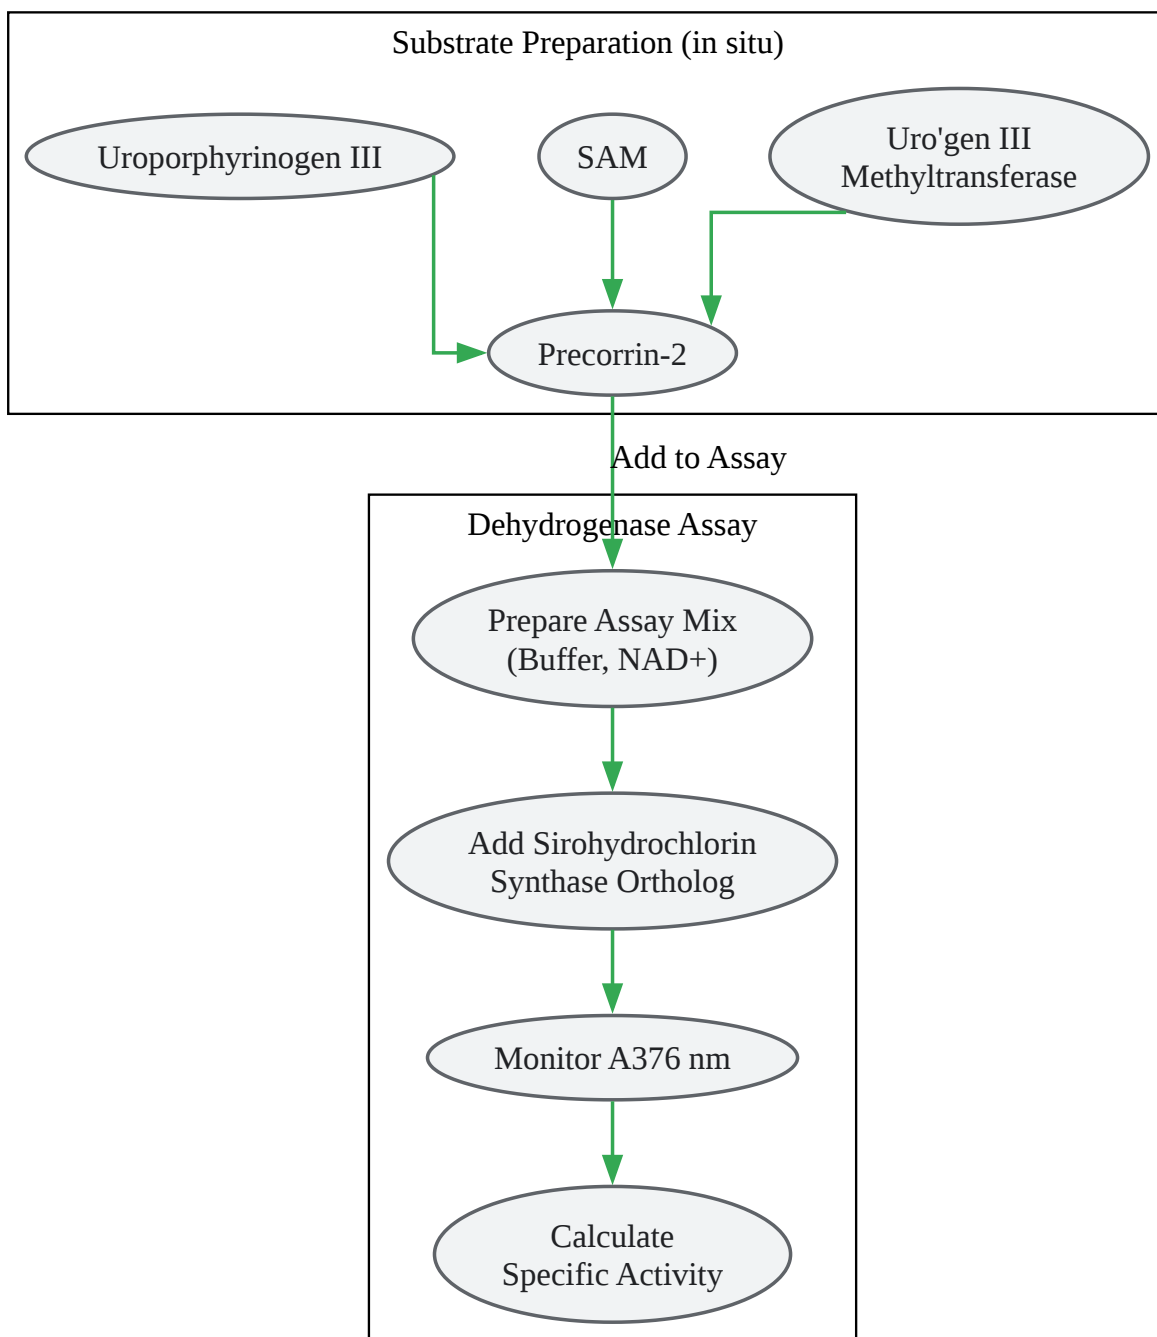 Substrate Preparation (in situ)
Uroporphyrinogen III
SAM
Uro'gen III
Methyltransferase
Precorrin-2
Add to Assay
Dehydrogenase Assay
Prepare Assay Mix
(Buffer, NAD+)
Add Sirohydrochlorin
Synthase Ortholog
Monitor A376 nm
Calculate
Specific Activity